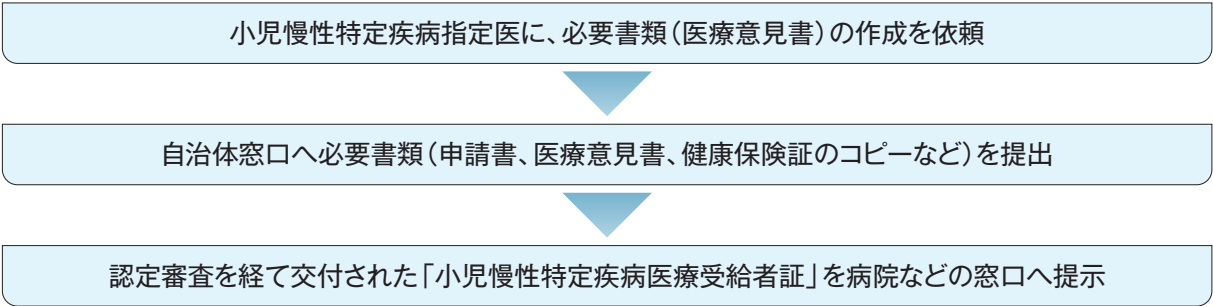 小児慢性特定疾病指定医に、必要書類(医療意見書)の作成を依頼
自治体窓口へ必要書類(申請書、医療意見書、健康保険証のコピーなど)を提出
認定審査を経て交付された「小児慢性特定疾病医療受給者証」を病院などの窓口へ提示